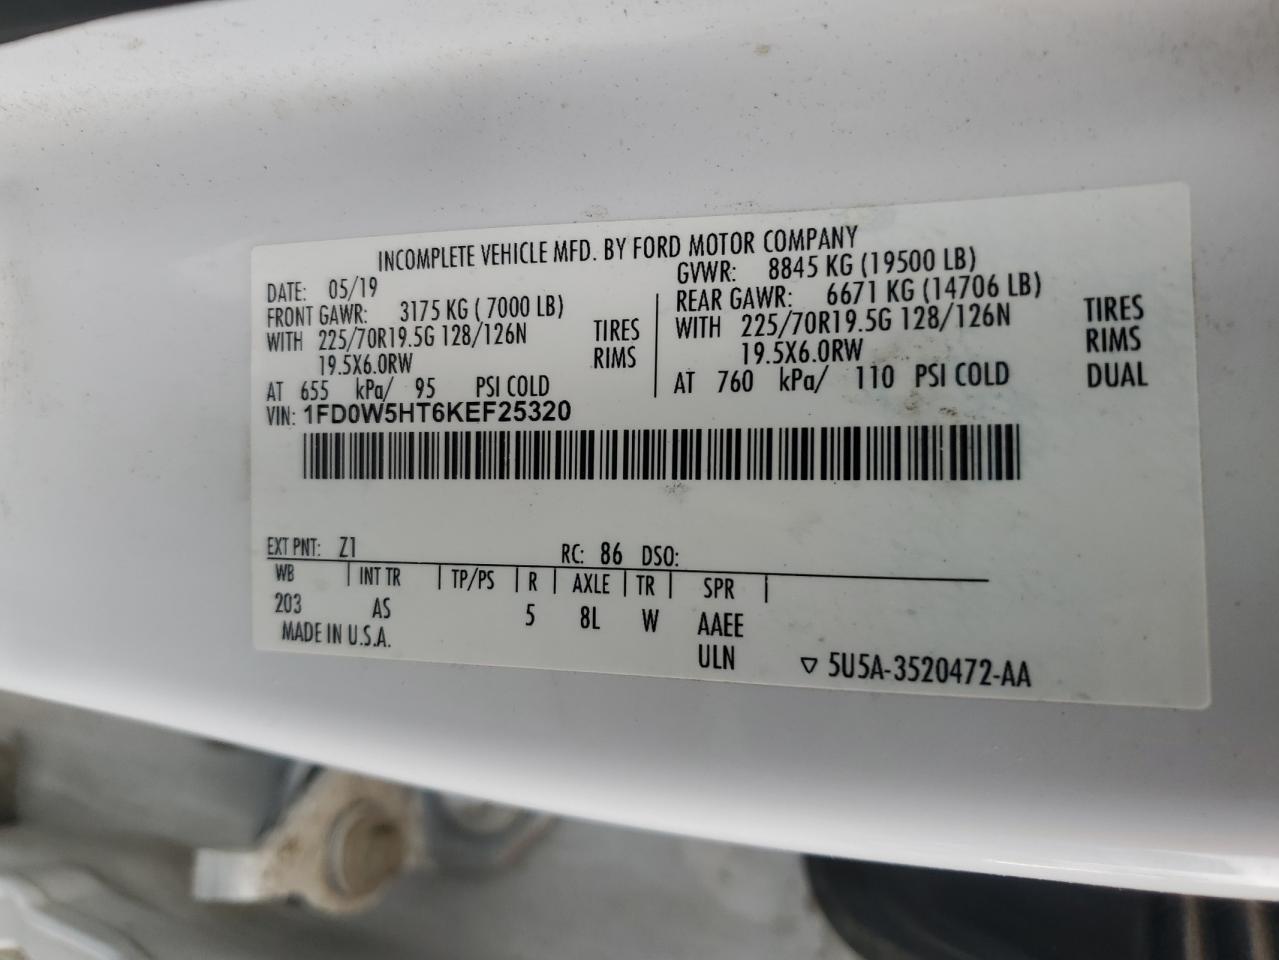 INCOMPLETE VEHICLE MFD. BY FORD MOTOR COMPANY
DATE: 05/19
GVWR: 8845 KG (19500 LB)
FRONT GAWR: 3175 KG ( 7000 LB)
REAR GAWR: 6671 KG (14706 LB)
WITH 225/70R19.5G 128/126N TIRES
WITH 225/70R19.5G 128/126N TIRES
19.5X6.0RW RIMS
19.5X6.0RW RIMS
AT 655 kPa/ 95 PSI COLD
AT 760 kPa/ 110 PSI COLD DUAL
VIN: 1FD0W5HT6KEF25320
EXT PNT: Z1 RC: 86 DSO:
WB | INT TR | TP/PS | R | AXLE | TR | SPR |
203 AS 5 8L W AAEE
MADE IN U.S.A. ULN
▽ 5U5A-3520472-AA